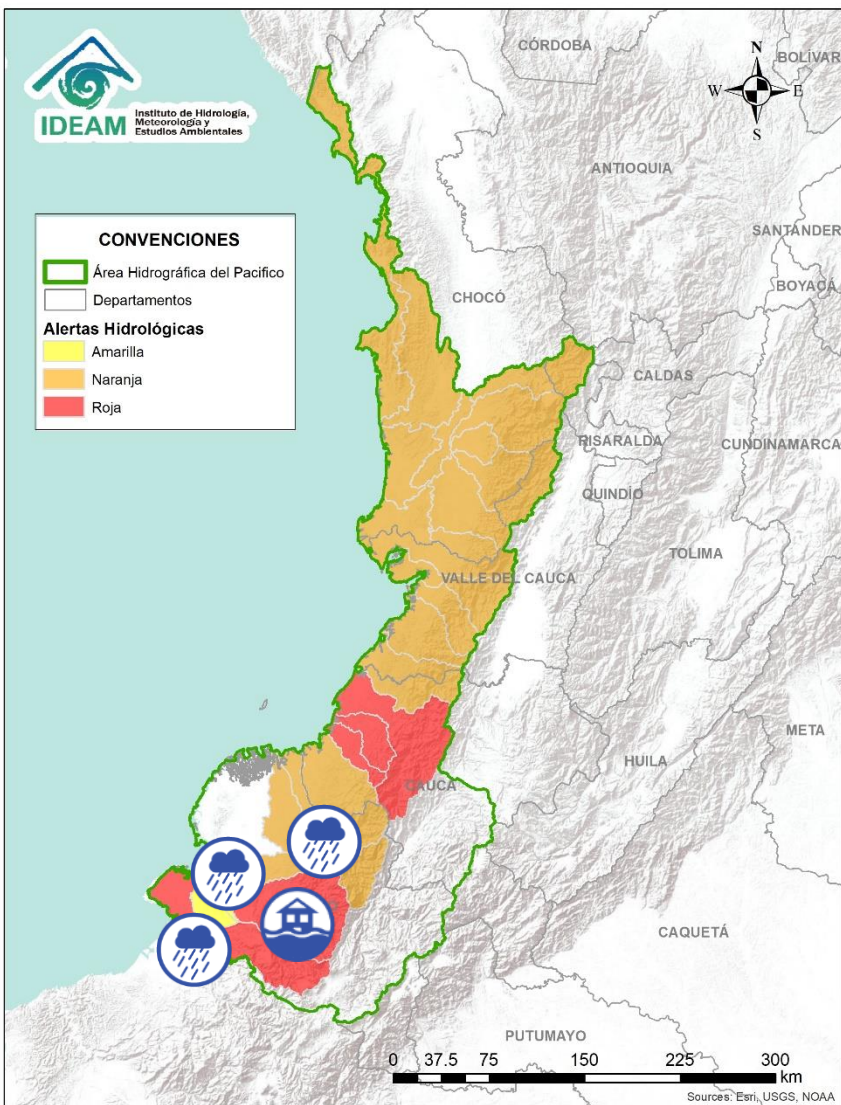 IDEAM
Instituto de Hidrología,
Meteorología y
Estudios Ambientales
N
W
E
S
CÓRDOBA
BOLÍVAR
ANTIOQUIA
SANTANDER
BOYACÁ
CHOCÓ
CALDAS
RISARALDA
CUNDINAMARCA
QUINDÍO
TOLIMA
VALLE DEL CAUCA
META
HUILA
CAUCA
CAQUETÁ
PUTUMAYO
CONVENCIONES
Área Hidrográfica del Pacifico
Departamentos
Alertas Hidrológicas
Amarilla
Naranja
Roja
0 37.5 75 150 225 300
km
Sources: Esri, USGS, NOAA